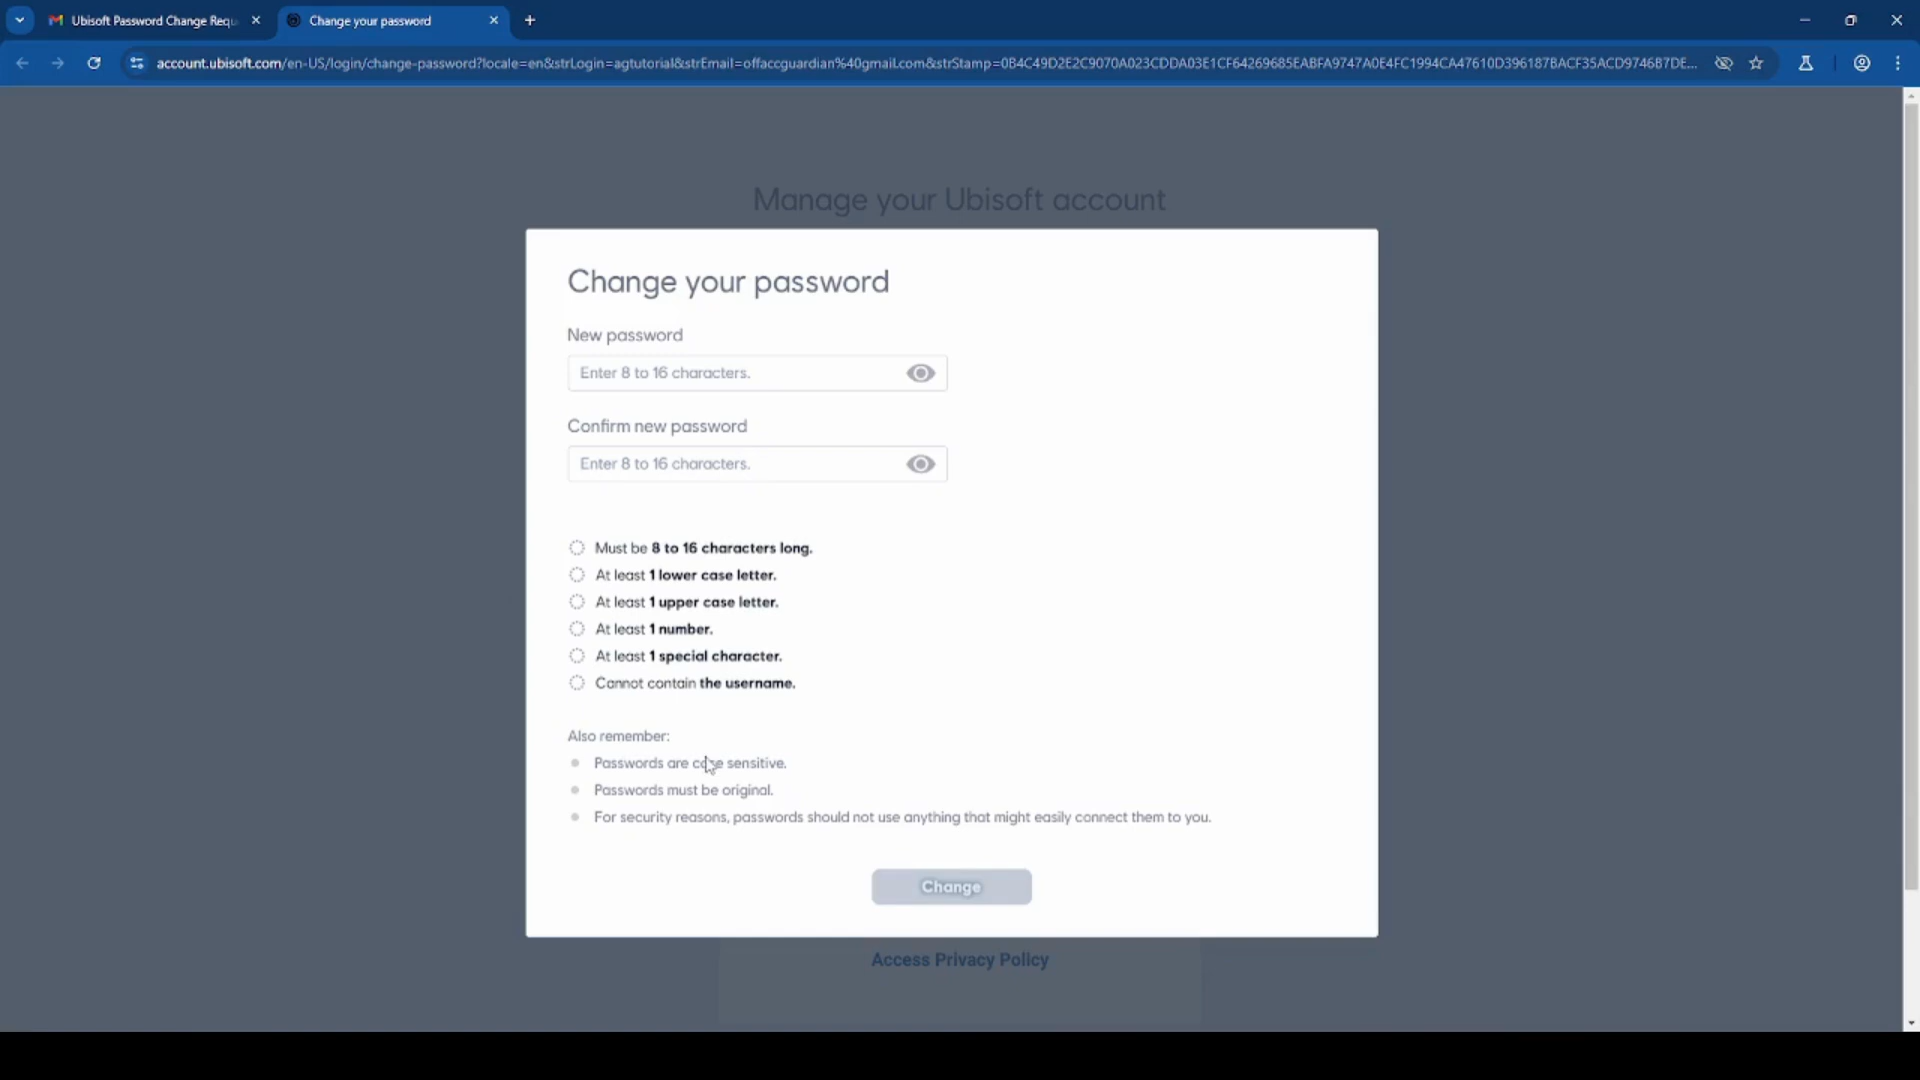 Ubisoft Password Change Requ
Change your password
account.ubisoft.com/en-US/login/change-password?locale=en&strLogin=agtutorial&strEmail=offaccguardian%40gmail.com&strStamp=0B4C49D2E2C9070A023CDDA03E1CF64269685EABFA9747A0E4FC1994CA47610D396187BACF35ACD9746B7DE...
Manage your Ubisoft account
Change your password
New password
Enter 8 to 16 characters.
Confirm new password
Enter 8 to 16 characters.
Must be 8 to 16 characters long.
At least 1 lower case letter.
At least 1 upper case letter.
At least 1 number.
At least 1 special character.
Cannot contain the username.
Also remember:
Passwords are case sensitive.
Passwords must be original.
For security reasons, passwords should not use anything that might easily connect them to you.
Change
Access Privacy Policy